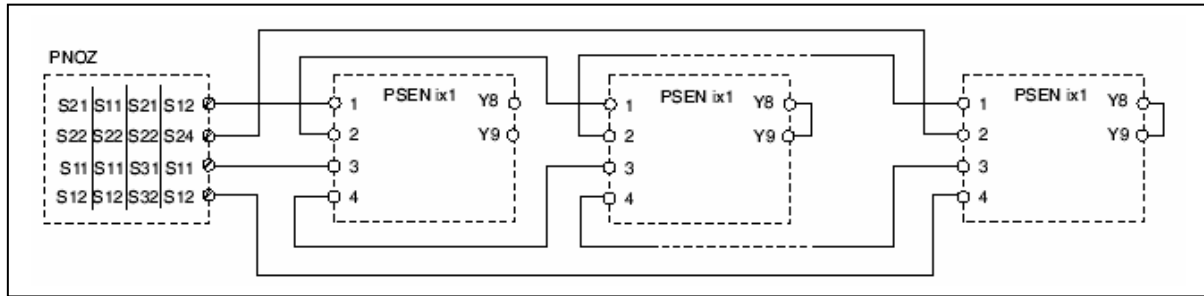 PNOZ
S21 S11 S21 S12
S22 S22 S22 S24
S11 S11 S31 S11
S12 S12 S32 S12
PSEN ix1
1
2
3
4
Y8
Y9
PSEN ix1
1
2
3
4
Y8
Y9
PSEN ix1
1
2
3
4
Y8
Y9